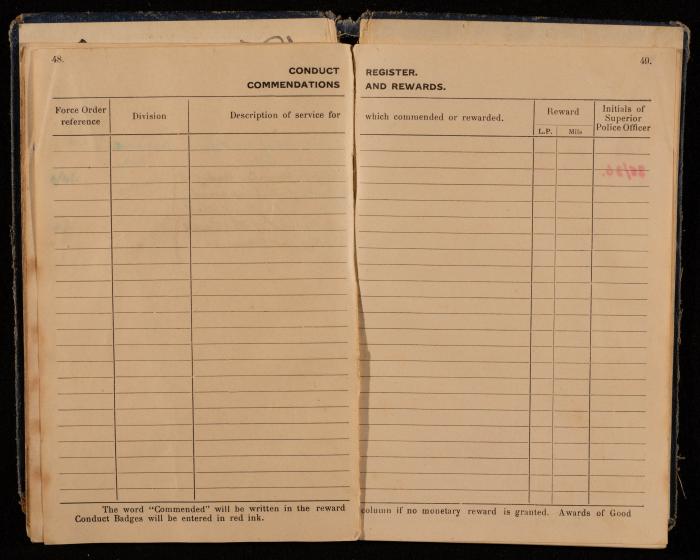 48.
CONDUCT
COMMENDATIONS
Force Order reference
Division
Description of service for
The word "Commended" will be written in the reward
Conduct Badges will be entered in red ink.
49.
REGISTER.
AND REWARDS.
which commended or rewarded.
Reward
L.P.
Mils
Initials of Superior Police Officer
column if no monetary reward is granted. Awards of Good